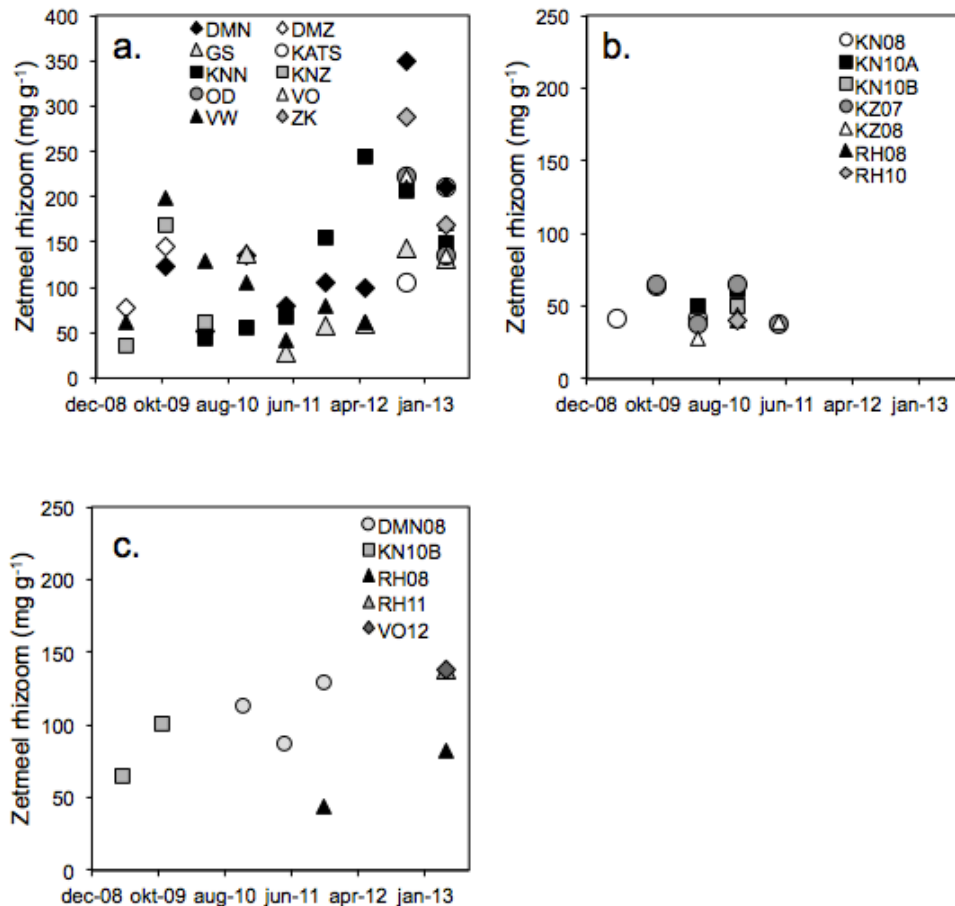 a.
Zetmeel rhizoom (mg g⁻¹)
400
350
300
250
200
150
100
50
0
DMN DMZ
GS KATS
KNN KNZ
OD VO
VW ZK
dec-08 okt-09 aug-10 jun-11 apr-12 jan-13
b.
Zetmeel rhizoom (mg g⁻¹)
250
200
150
100
50
0
KN08
KN10A
KN10B
KZ07
KZ08
RH08
RH10
dec-08 okt-09 aug-10 jun-11 apr-12 jan-13
c.
Zetmeel rhizoom (mg g⁻¹)
250
200
150
100
50
0
DMN08
KN10B
RH08
RH11
VO12
dec-08 okt-09 aug-10 jun-11 apr-12 jan-13